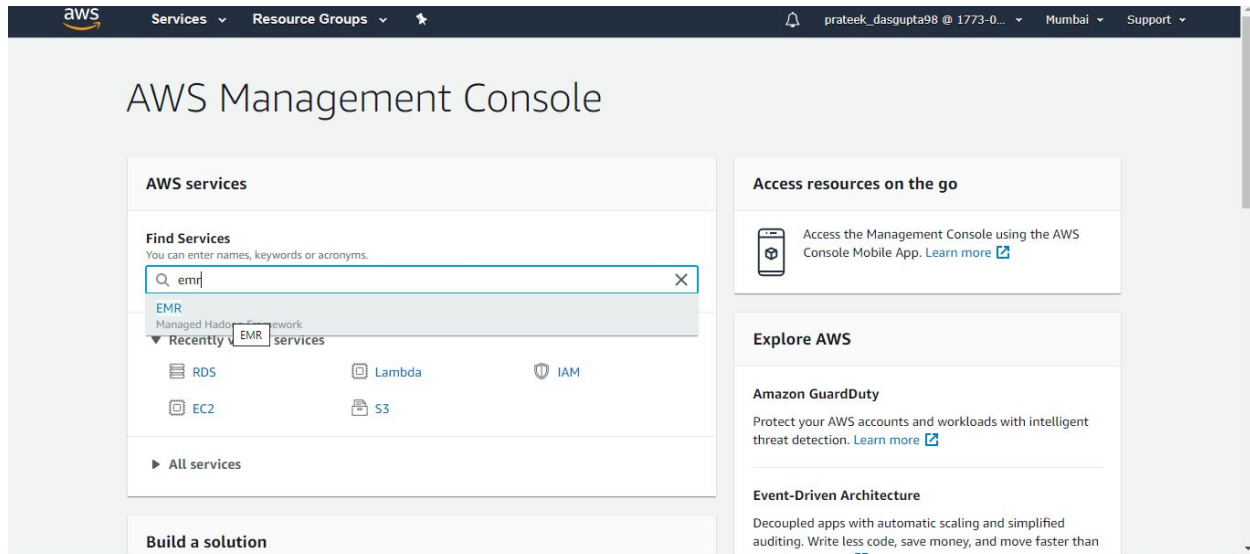 aws
Services
Resource Groups
prateek_dasgupta98 @ 1773-0...
Mumbai
Support
AWS Management Console
AWS services
Find Services
You can enter names, keywords or acronyms.
emr
EMR
Managed Hadoop
EMR
Recently
services
RDS
Lambda
IAM
EC2
S3
All services
Build a solution
Access resources on the go
Access the Management Console using the AWS
Console Mobile App. Learn more
Explore AWS
Amazon GuardDuty
Protect your AWS accounts and workloads with intelligent
threat detection. Learn more
Event-Driven Architecture
Decoupled apps with automatic scaling and simplified
auditing. Write less code, save money, and move faster than